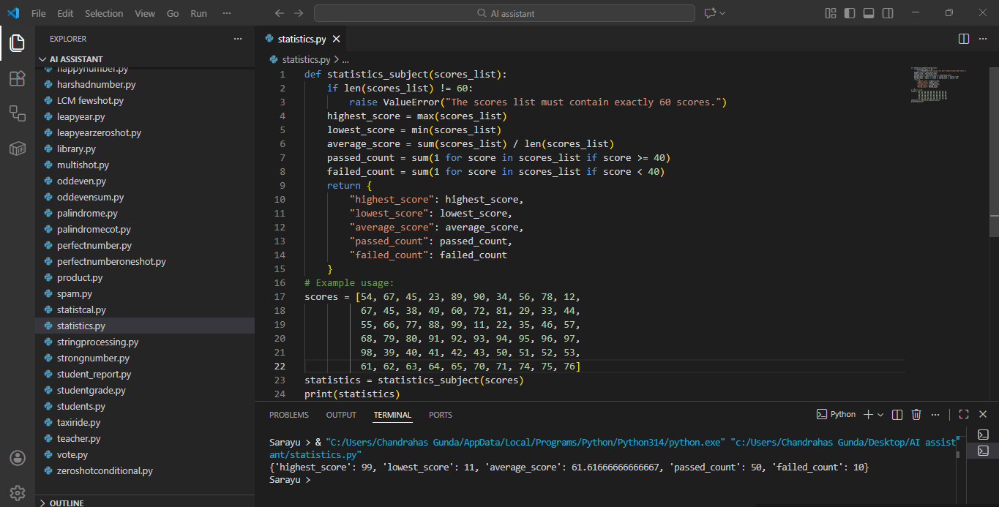 File Edit Selection View Go Run ··· AI assistant
EXPLORER ···
AI ASSISTANT
happynumber.py
harshadnumber.py
LCM fewshot.py
leapyear.py
leapyearzeroshot.py
library.py
multishot.py
oddeven.py
oddevensum.py
palindrome.py
palindromecot.py
perfectnumber.py
perfectnumberoneshot.py
product.py
spam.py
statistcal.py
statistics.py
stringprocessing.py
strongnumber.py
student_report.py
studentgrade.py
students.py
taxiride.py
teacher.py
vote.py
zeroshotconditional.py
OUTLINE
statistics.py
statistics.py > ...
1 def statistics_subject(scores_list):
2 if len(scores_list) != 60:
3 raise ValueError("The scores list must contain exactly 60 scores.")
4 highest_score = max(scores_list)
5 lowest_score = min(scores_list)
6 average_score = sum(scores_list) / len(scores_list)
7 passed_count = sum(1 for score in scores_list if score >= 40)
8 failed_count = sum(1 for score in scores_list if score < 40)
9 return {
10 "highest_score": highest_score,
11 "lowest_score": lowest_score,
12 "average_score": average_score,
13 "passed_count": passed_count,
14 "failed_count": failed_count
15 }
16 # Example usage:
17 scores = [54, 67, 45, 23, 89, 90, 34, 56, 78, 12,
18 67, 45, 38, 49, 60, 72, 81, 29, 33, 44,
19 55, 66, 77, 88, 99, 11, 22, 35, 46, 57,
20 68, 79, 80, 91, 92, 93, 94, 95, 96, 97,
21 98, 39, 40, 41, 42, 43, 50, 51, 52, 53,
22 61, 62, 63, 64, 65, 70, 71, 74, 75, 76]
23 statistics = statistics_subject(scores)
24 print(statistics)
PROBLEMS OUTPUT TERMINAL PORTS Python
Sarayu > & "C:/Users/Chandrahas Gunda/AppData/Local/Programs/Python/Python314/python.exe" "c:/Users/Chandrahas Gunda/Desktop/AI assist
ant/statistics.py"
{'highest_score': 99, 'lowest_score': 11, 'average_score': 61.61666666666667, 'passed_count': 50, 'failed_count': 10}
Sarayu >